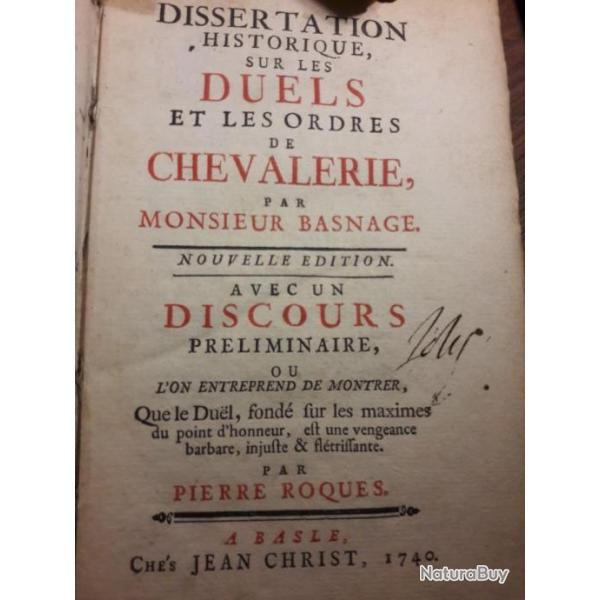 DISSERTATION
HISTORIQUE,
SUR LES
DUELS
ET LES ORDRES
DE
CHEVALERIE,
PAR
MONSIEUR BASNAGE.
NOUVELLE EDITION.
AVEC UN
DISCOURS
PRELIMINAIRE,
OU
L'ON ENTREPREND DE MONTRER,
Que le Duël, fondé ſur les maximes
du point d'honneur, eſt une vengeance
barbare, injuſte & flétriſſante.
PAR
PIERRE ROQUES.
A BASLE,
Ché's JEAN CHRIST, 1740.
NaturaBuy